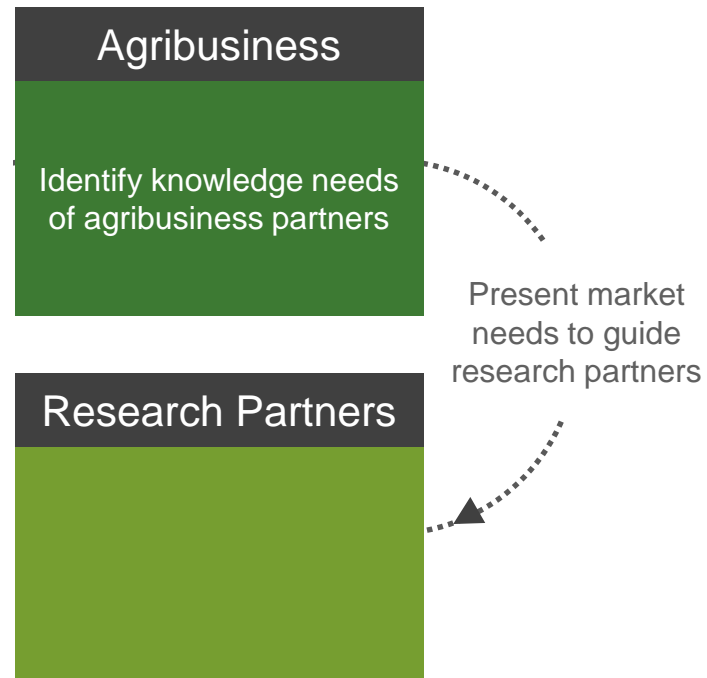 Agribusiness
Identify knowledge needs
of agribusiness partners
Present market
needs to guide
research partners
Research Partners